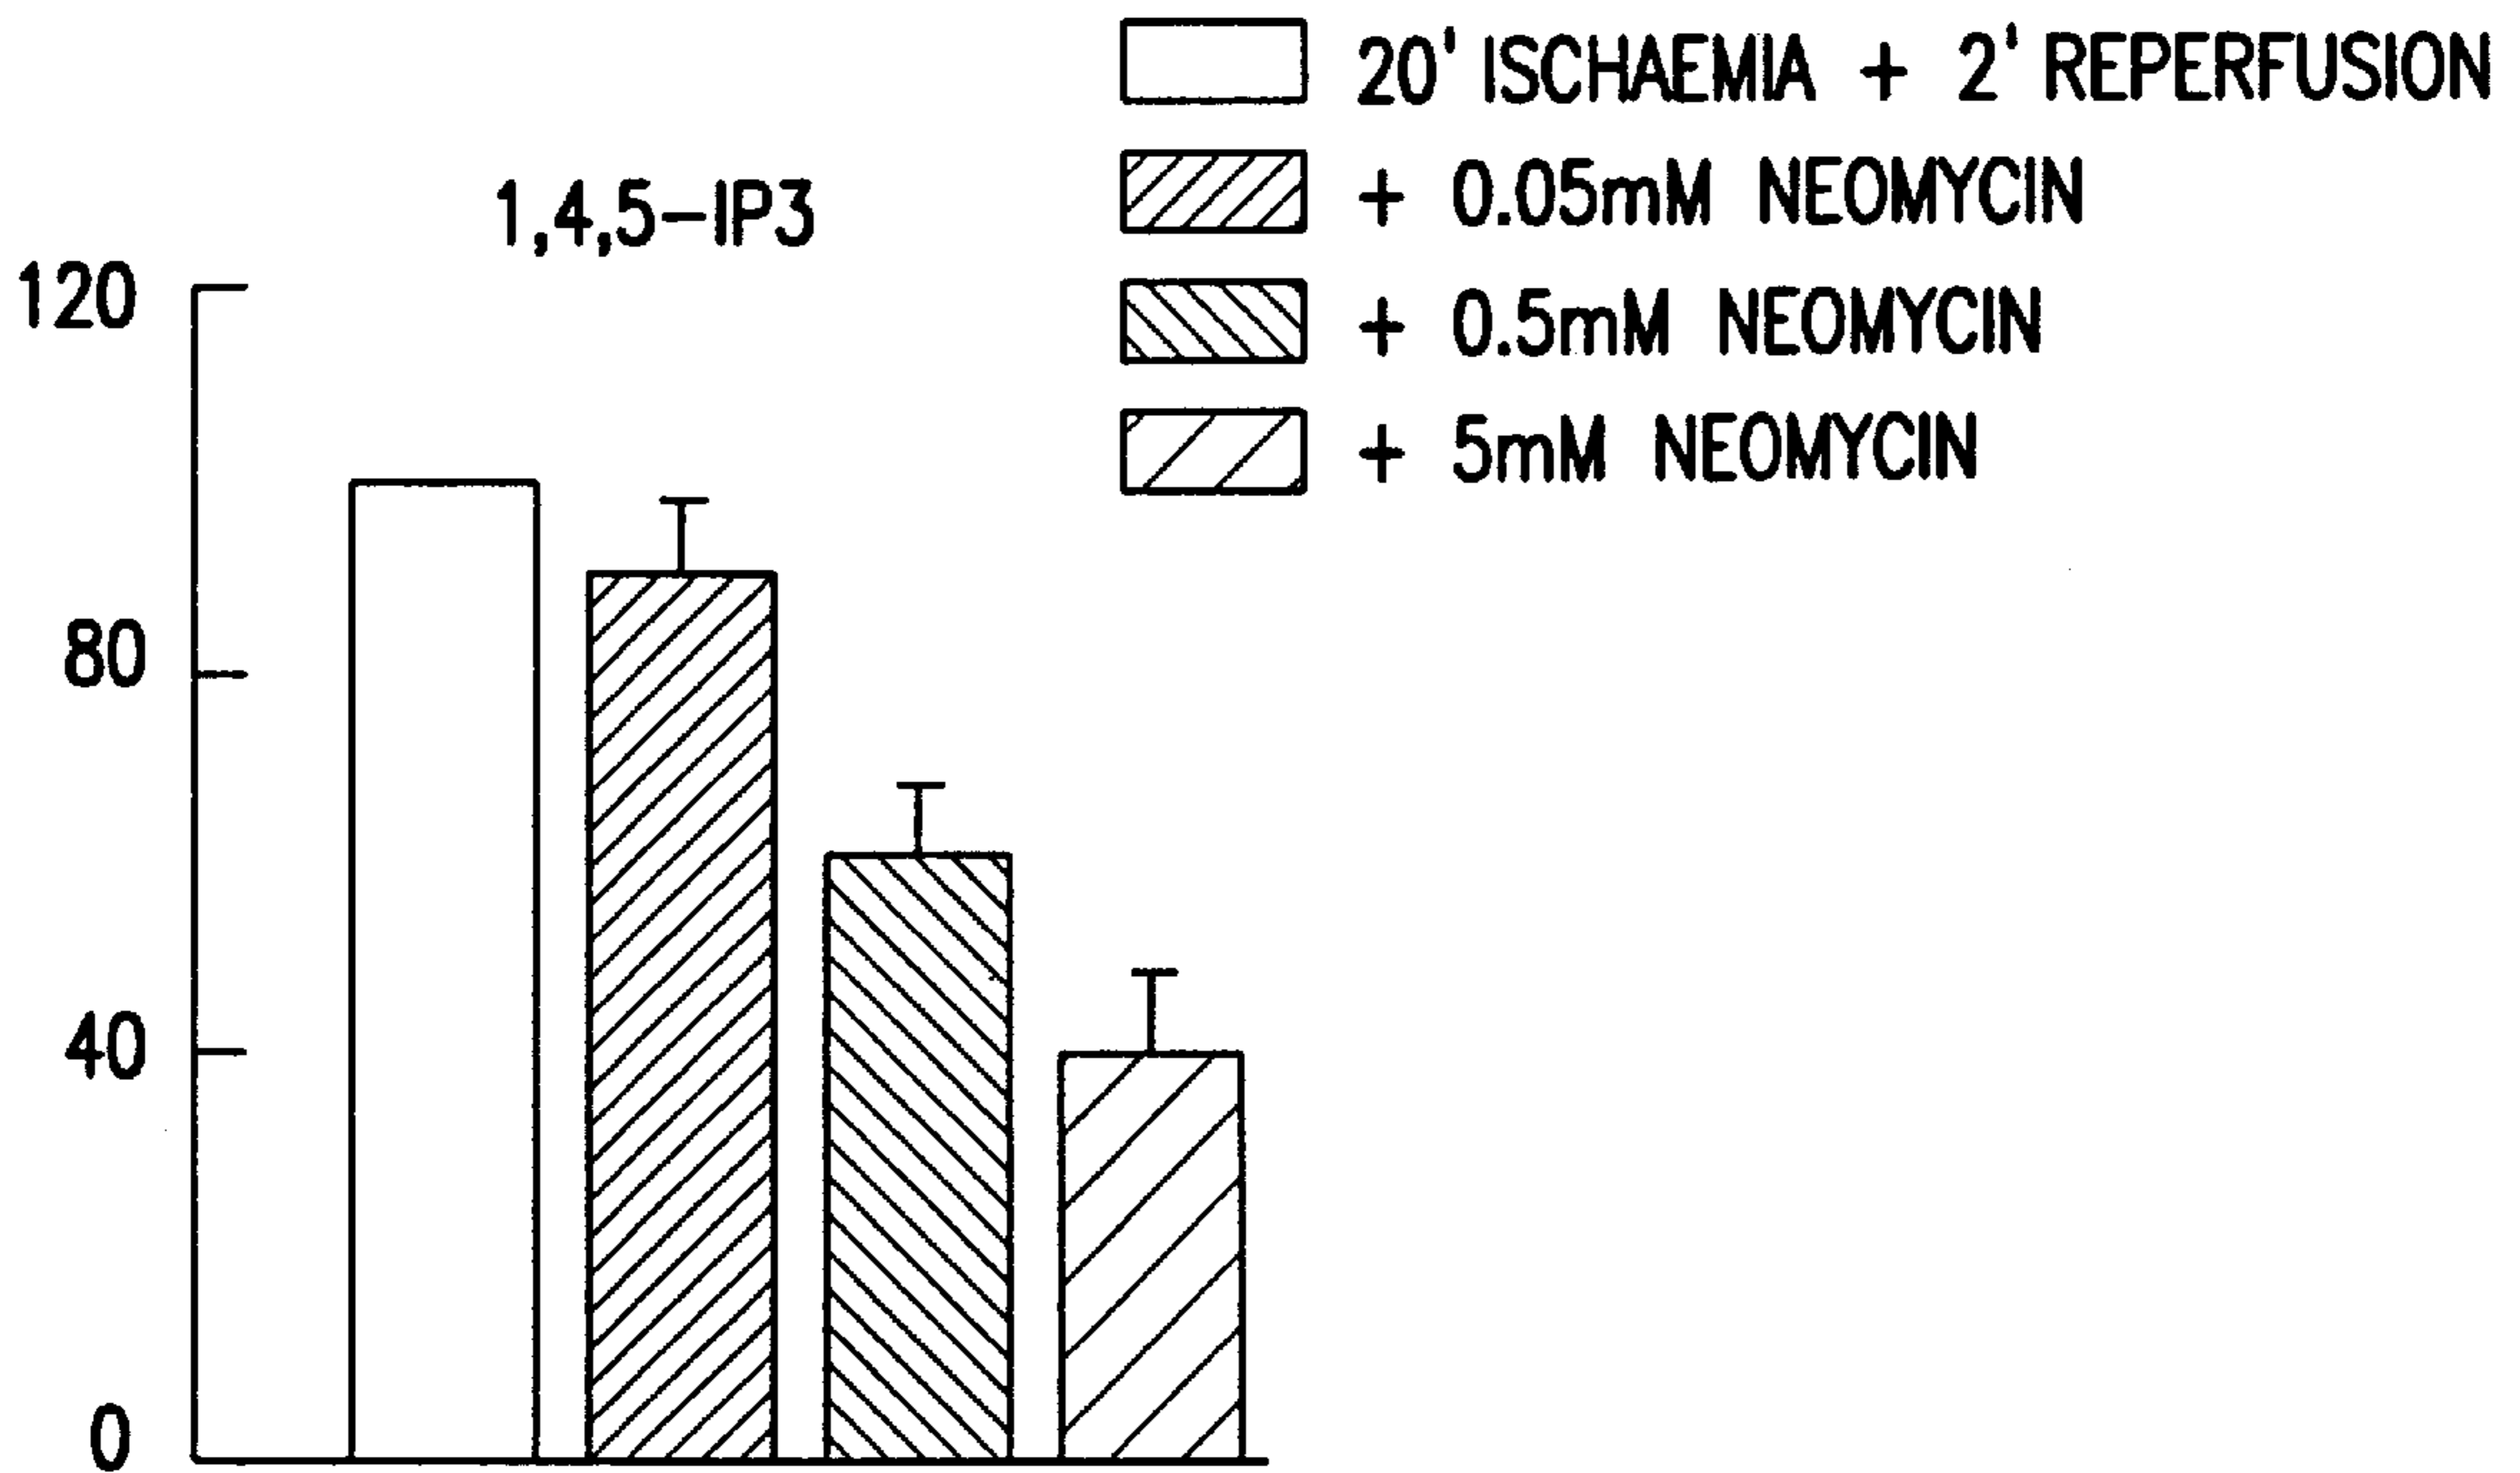 20' ISCHAEMIA + 2' REPERFUSION
+ 0.05mM NEOMYCIN
+ 0.5mM NEOMYCIN
+ 5mM NEOMYCIN
1,4,5-IP3
120
80
40
0